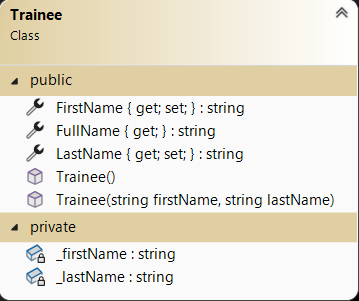 Trainee
Class
public
FirstName { get; set; } : string
FullName { get; } : string
LastName { get; set; } : string
Trainee()
Trainee(string firstName, string lastName)
private
_firstName : string
_lastName : string